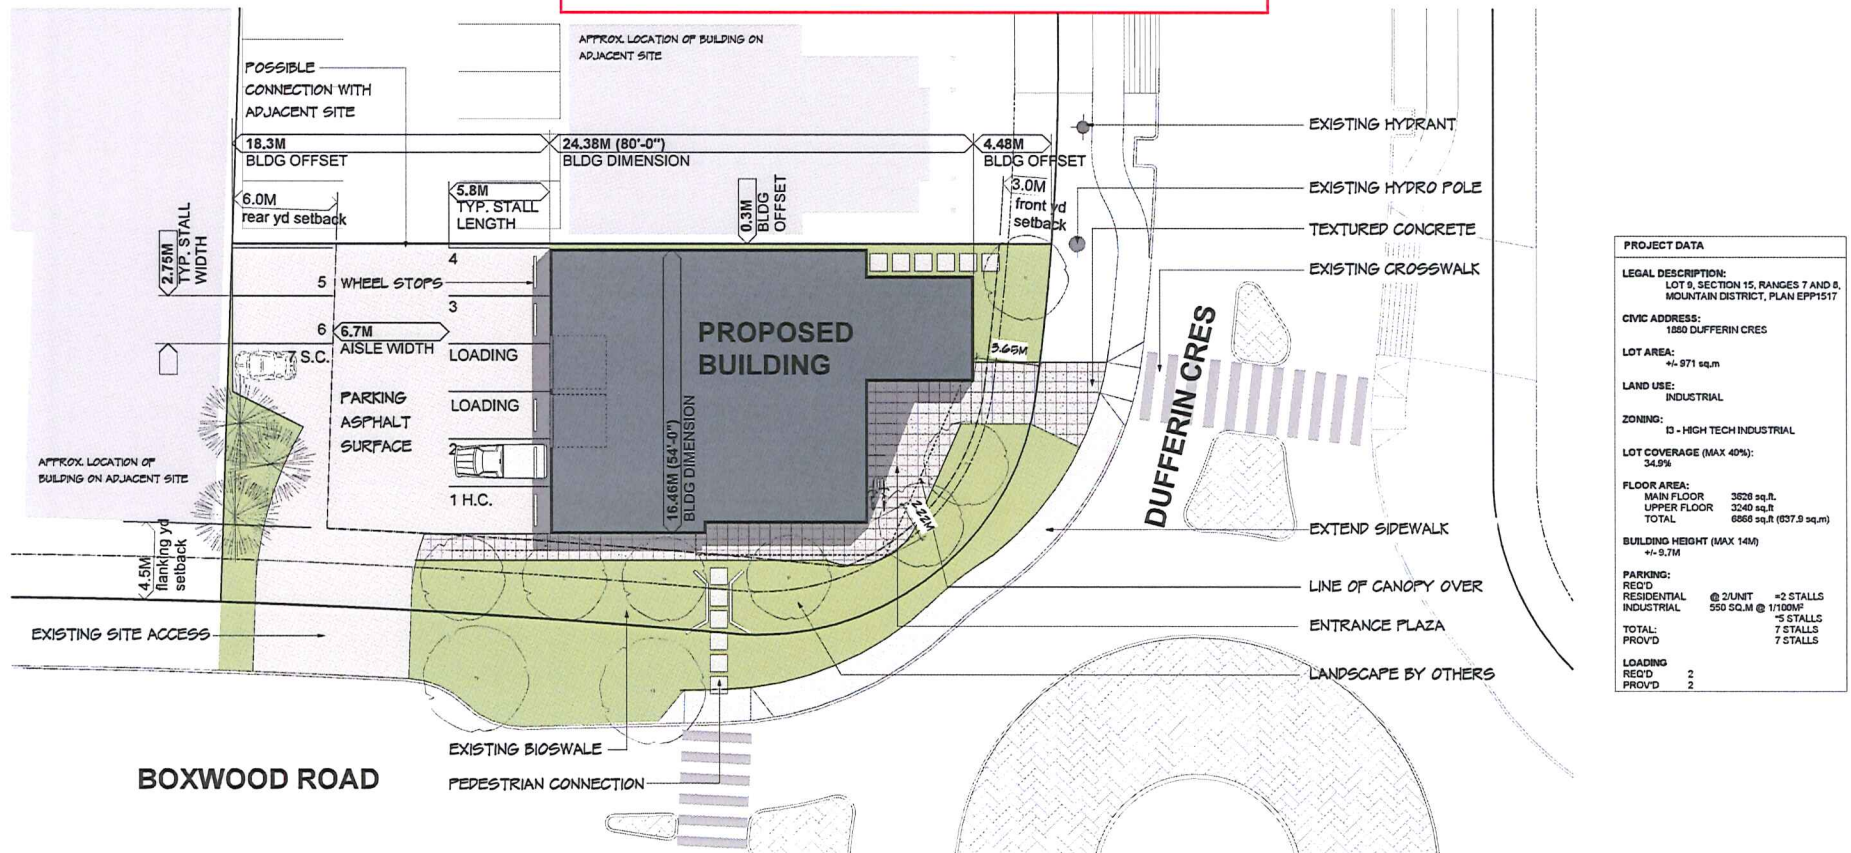 APPROX. LOCATION OF BUILDING ON
ADJACENT SITE
POSSIBLE
CONNECTION WITH
ADJACENT SITE
18.3M
BLDG OFFSET
24.38M (80'-0")
BLDG DIMENSION
4.48M
BLDG OFFSET
6.0M
rear yd setback
5.8M
TYP. STALL
LENGTH
0.3M
BLDG
OFFSET
3.0M
front yd
setback
2.75M
TYP. STALL
WIDTH
EXISTING HYDRANT
EXISTING HYDRO POLE
TEXTURED CONCRETE
EXISTING CROSSWALK
4
5
WHEEL STOPS
3
6
6.7M
AISLE WIDTH
7 S.C.
LOADING
PARKING
ASPHALT
SURFACE
LOADING
2
1 H.C.
PROPOSED
BUILDING
16.46M (54'-0")
BLDG DIMENSION
3.65M
DUFFERIN CRES
APPROX. LOCATION OF
BUILDING ON ADJACENT SITE
4.5M
flanking yd
setback
EXTEND SIDEWALK
LINE OF CANOPY OVER
ENTRANCE PLAZA
LANDSCAPE BY OTHERS
EXISTING SITE ACCESS
EXISTING BIOSWALE
PEDESTRIAN CONNECTION
BOXWOOD ROAD
PROJECT DATA
LEGAL DESCRIPTION:
LOT 9, SECTION 15, RANGES 7 AND 8,
MOUNTAIN DISTRICT, PLAN EPP1517
CIVIC ADDRESS:
1880 DUFFERIN CRES
LOT AREA:
+/- 971 sq.m
LAND USE:
INDUSTRIAL
ZONING:
I3 - HIGH TECH INDUSTRIAL
LOT COVERAGE (MAX 40%):
34.9%
FLOOR AREA:
MAIN FLOOR 3626 sq.ft.
UPPER FLOOR 3240 sq.ft
TOTAL 6866 sq.ft (637.9 sq.m)
BUILDING HEIGHT (MAX 14M)
+/- 9.7M
PARKING:
REQ'D
RESIDENTIAL @ 2/UNIT =2 STALLS
INDUSTRIAL 550 SQ.M @ 1/100M²
=5 STALLS
TOTAL: 7 STALLS
PROV'D 7 STALLS
LOADING
REQ'D 2
PROV'D 2